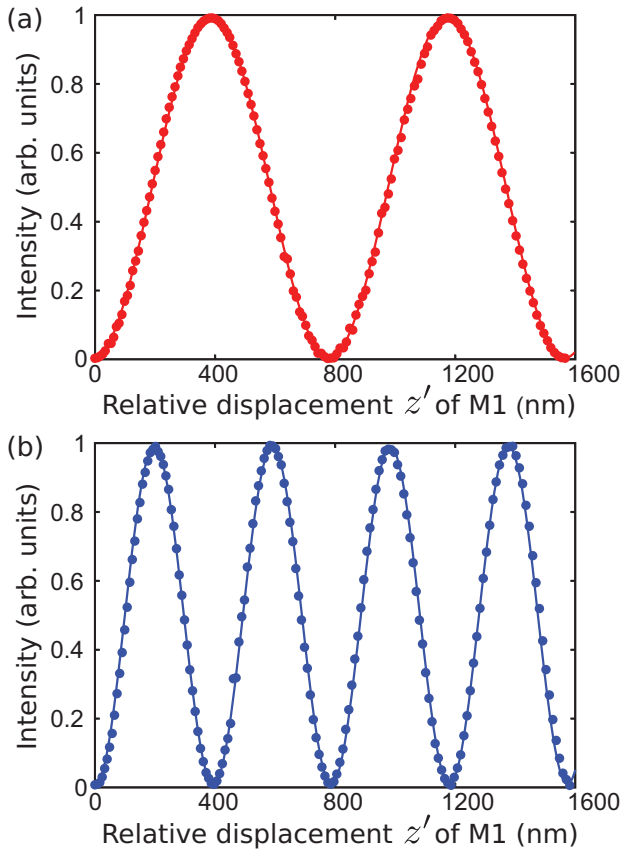 (a)
Intensity (arb. units)
1
0.8
0.6
0.4
0.2
0
0 400 800 1200 1600
Relative displacement z′ of M1 (nm)
(b)
Intensity (arb. units)
1
0.8
0.6
0.4
0.2
0
0 400 800 1200 1600
Relative displacement z′ of M1 (nm)